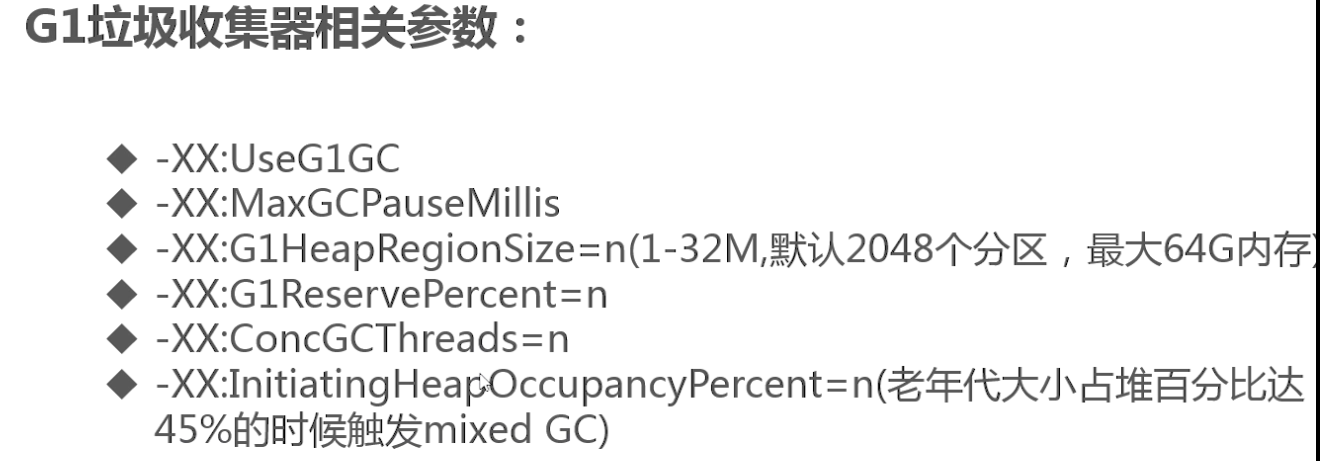 G1垃圾收集器相关参数：
◆ -XX:UseG1GC
◆ -XX:MaxGCPauseMillis
◆ -XX:G1HeapRegionSize=n(1-32M,默认2048个分区，最大64G内存)
◆ -XX:G1ReservePercent=n
◆ -XX:ConcGCThreads=n
◆ -XX:InitiatingHeapOccupancyPercent=n(老年代大小占堆百分比达
45%的时候触发mixed GC)